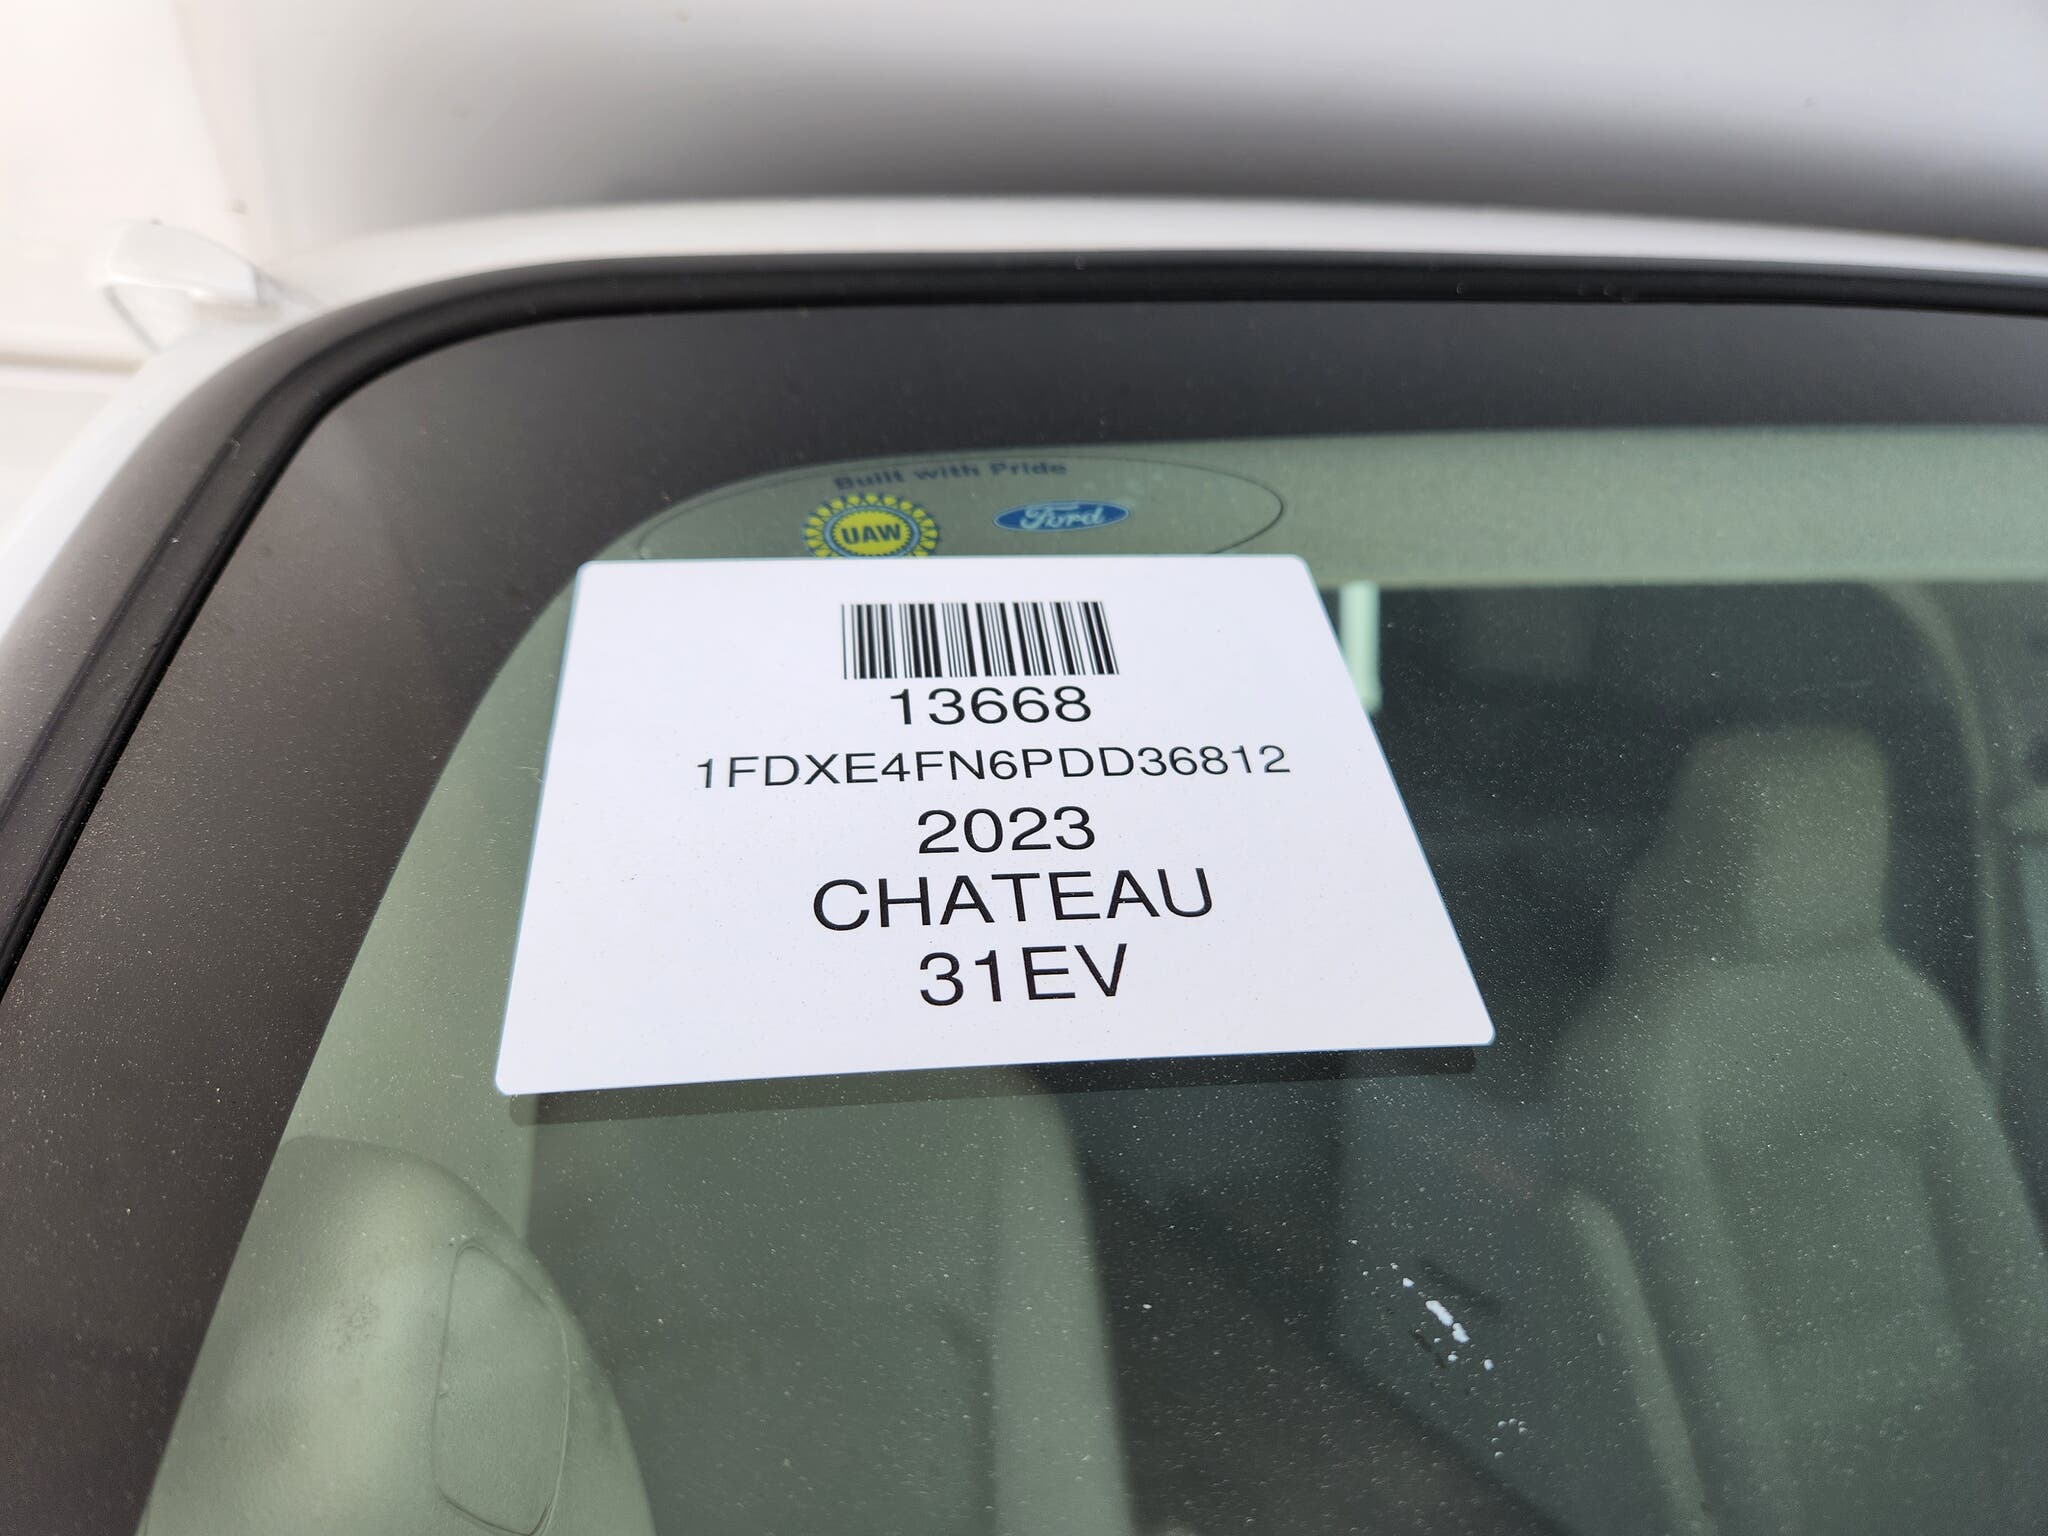 Built with Pride
UAW Ford
13668
1FDXE4FN6PDD36812
2023
CHATEAU
31EV